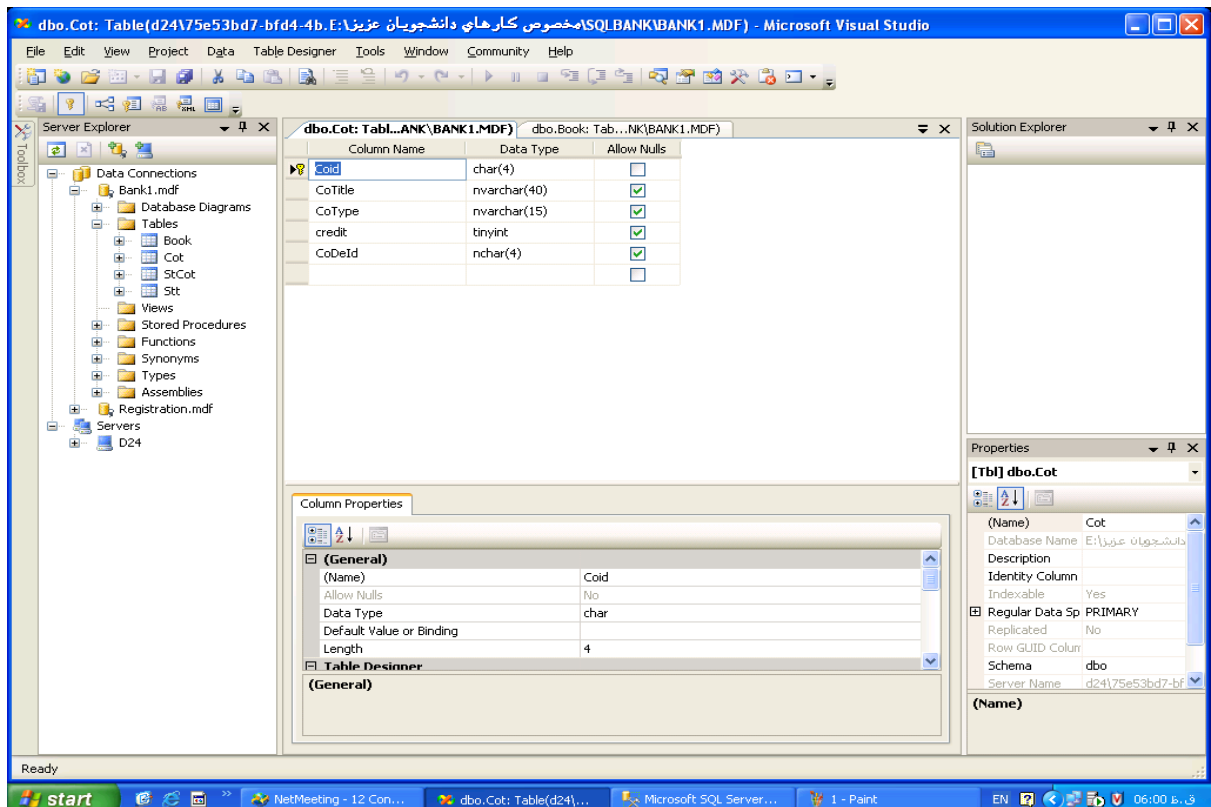 dbo.Cot: Table(d24\75e53bd7-bfd4-4b.E:\مخصوص كارهاي دانشجويان عزيز\SQLBANK\BANK1.MDF) - Microsoft Visual Studio
File Edit View Project Data Table Designer Tools Window Community Help
Toolbox
Server Explorer
Data Connections
Bank1.mdf
Database Diagrams
Tables
Book
Cot
StCot
Stt
Views
Stored Procedures
Functions
Synonyms
Types
Assemblies
Registration.mdf
Servers
D24
dbo.Cot: Tabl...ANK\BANK1.MDF) dbo.Book: Tab...NK\BANK1.MDF)
Column Name Data Type Allow Nulls
Coid char(4)
CoTitle nvarchar(40)
CoType nvarchar(15)
credit tinyint
CoDeId nchar(4)
Column Properties
(General)
(Name) Coid
Allow Nulls No
Data Type char
Default Value or Binding
Length 4
Table Designer
(General)
Solution Explorer
Properties
[Tbl] dbo.Cot
(Name) Cot
Database Name E:\دانشجويان عزيز
Description
Identity Column
Indexable Yes
Regular Data Sp PRIMARY
Replicated No
Row GUID Colum
Schema dbo
Server Name d24\75e53bd7-bf
(Name)
Ready
start NetMeeting - 12 Con... dbo.Cot: Table(d24\... Microsoft SQL Server... 1 - Paint EN 06:00 ق.ظ